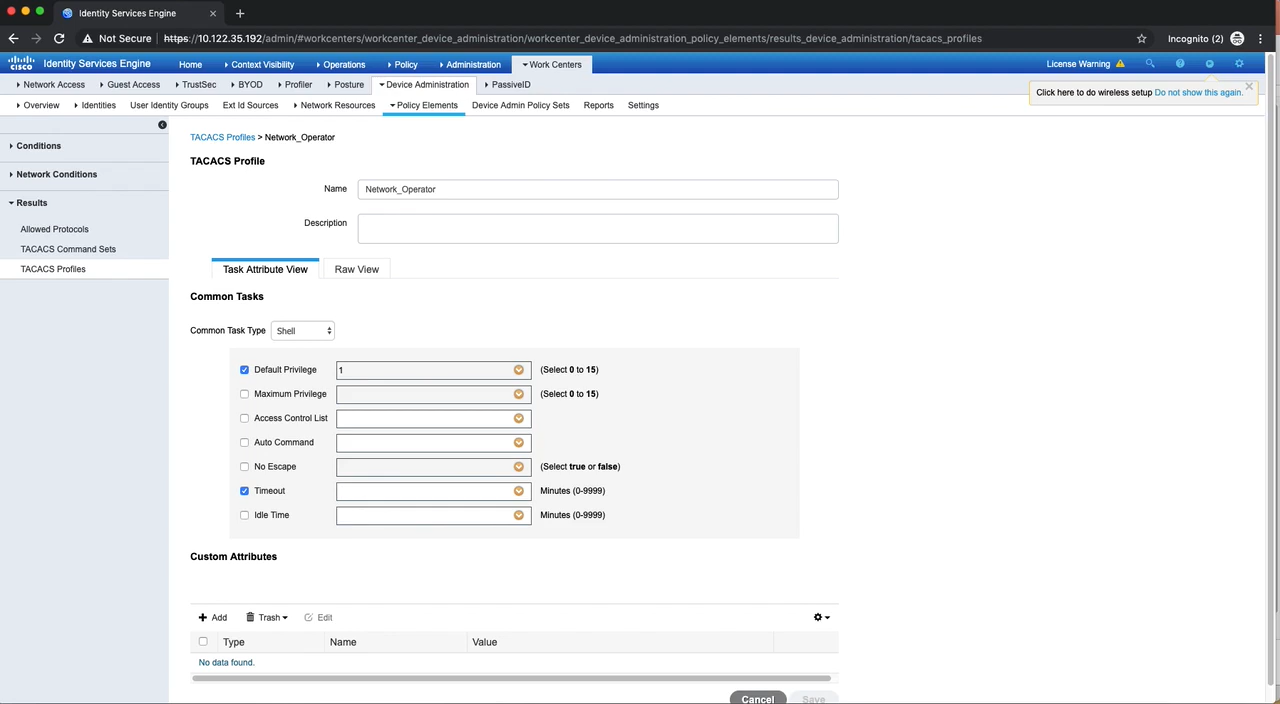 Identity Services Engine
Not Secure https://10.122.35.192/admin/#workcenters/workcenter_device_administration/workcenter_device_administration_policy_elements/results_device_administration/tacacs_profiles Incognito (2)
CISCO Identity Services Engine Home Context Visibility Operations Policy Administration Work Centers License Warning
Network Access Guest Access TrustSec BYOD Profiler Posture Device Administration PassiveID
Click here to do wireless setup Do not show this again.
Overview Identities User Identity Groups Ext Id Sources Network Resources Policy Elements Device Admin Policy Sets Reports Settings
Conditions
Network Conditions
Results
Allowed Protocols
TACACS Command Sets
TACACS Profiles
TACACS Profiles > Network_Operator
TACACS Profile
Name Network_Operator
Description
Task Attribute View Raw View
Common Tasks
Common Task Type Shell
Default Privilege 1 (Select 0 to 15)
Maximum Privilege (Select 0 to 15)
Access Control List
Auto Command
No Escape (Select true or false)
Timeout Minutes (0-9999)
Idle Time Minutes (0-9999)
Custom Attributes
Add Trash Edit
Type Name Value
No data found.
Cancel Save